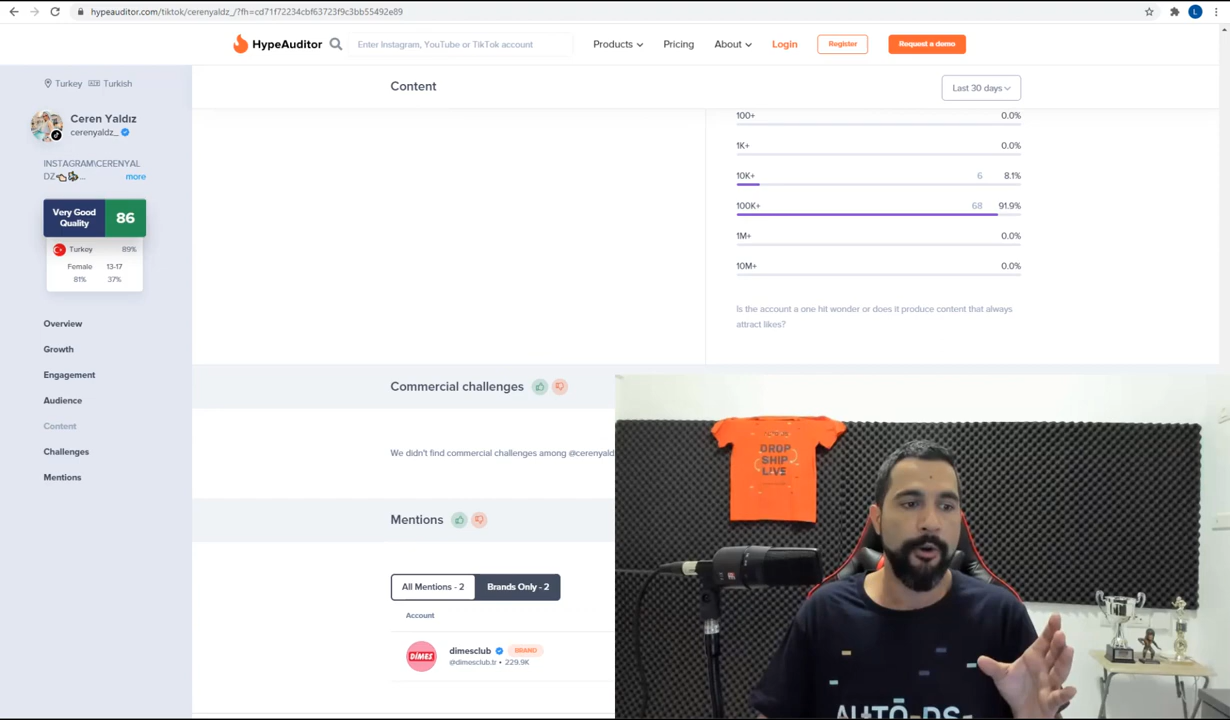 hypeauditor.com/tiktok/cerenyaldz_/?fh=cd71f72234cbf63723f9c3bb55492e89
L
HypeAuditor
Enter Instagram, YouTube or TikTok account
Products
Pricing
About
Login
Register
Request a demo
Turkey
Turkish
Ceren Yaldız
cerenyaldz_
INSTAGRAM\CERENYAL
DZ ...
more
Very Good
Quality
86
Turkey 89%
Female 13-17
81% 37%
Overview
Growth
Engagement
Audience
Content
Challenges
Mentions
Content
Last 30 days
100+ 0.0%
1K+ 0.0%
10K+ 6 8.1%
100K+ 68 91.9%
1M+ 0.0%
10M+ 0.0%
Is the account a one hit wonder or does it produce content that always
attract likes?
Commercial challenges
We didn't find commercial challenges among @cerenyald
Mentions
All Mentions - 2
Brands Only - 2
Account
DİMES
dimesclub
BRAND
@dimesclub.tr • 229.9K
DROP
SHIP
LIVE
AUTO-DS-